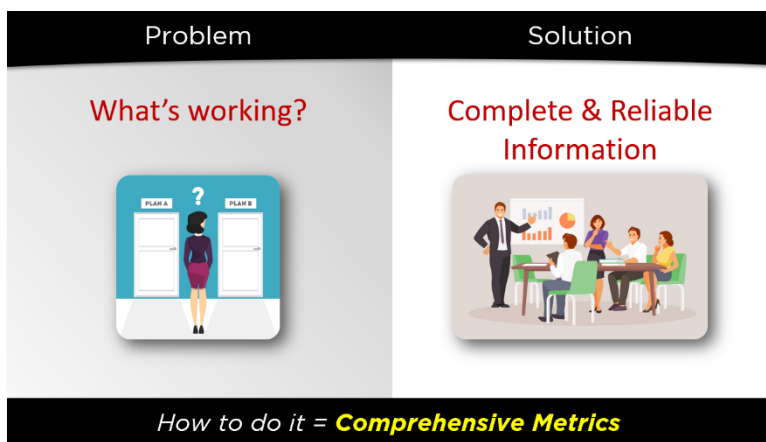 Problem
Solution
What's working?
PLAN A
?
PLAN B
Complete & Reliable
Information
How to do it = Comprehensive Metrics